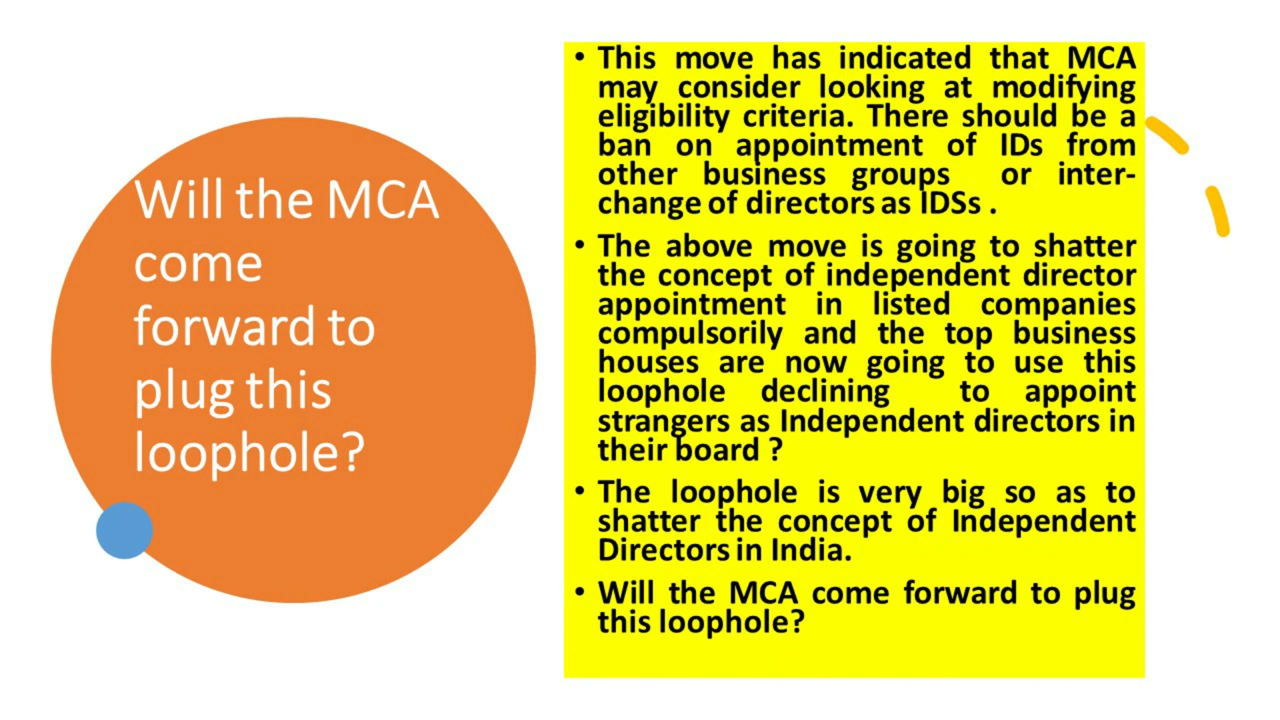 Will the MCA
come
forward to
plug this
loophole?
• This move has indicated that MCA
may consider looking at modifying
eligibility criteria. There should be a
ban on appointment of IDs from
other business groups or inter-
change of directors as IDSs .
• The above move is going to shatter
the concept of independent director
appointment in listed companies
compulsorily and the top business
houses are now going to use this
loophole declining to appoint
strangers as Independent directors in
their board ?
• The loophole is very big so as to
shatter the concept of Independent
Directors in India.
• Will the MCA come forward to plug
this loophole?